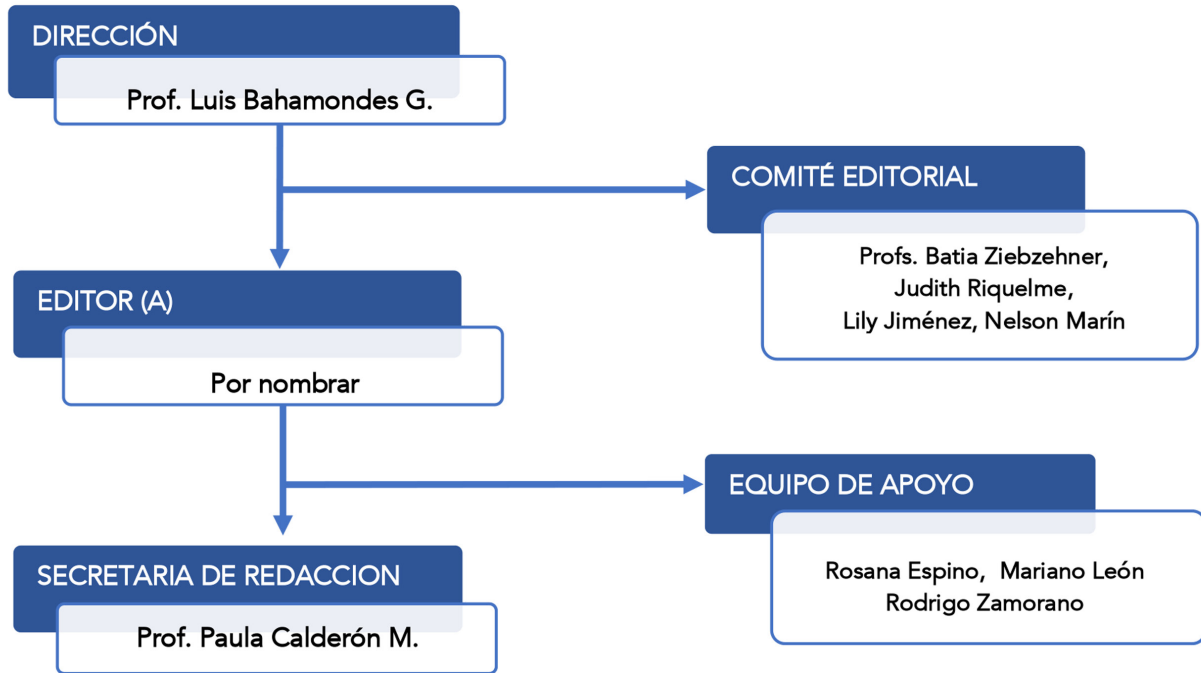 DIRECCIÓN
Prof. Luis Bahamondes G.
COMITÉ EDITORIAL
Profs. Batia Ziebzehner,
Judith Riquelme,
Lily Jiménez, Nelson Marín
EDITOR (A)
Por nombrar
EQUIPO DE APOYO
Rosana Espino, Mariano León
Rodrigo Zamorano
SECRETARIA DE REDACCION
Prof. Paula Calderón M.